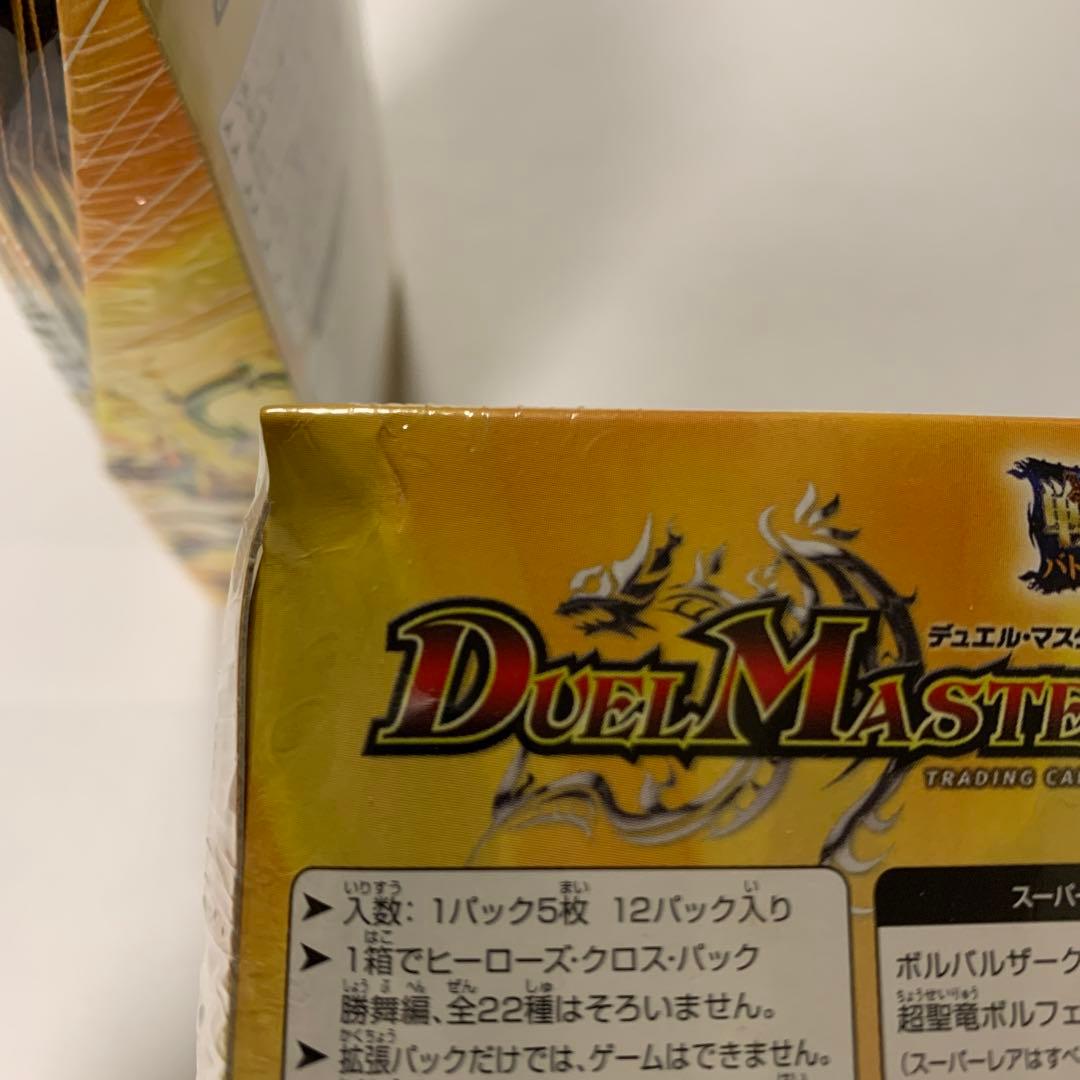 デュエル・マスタ
DUEL MASTE
TRADING CA
入数: 1パック5枚 12パック入り
1箱でヒーローズ・クロス・パック
勝舞編、全22種はそろいません。
拡張パックだけでは、ゲームはできません。
スーパー
ボルバルザーク
超聖竜ボルフェ
(スーパーレアはすべ